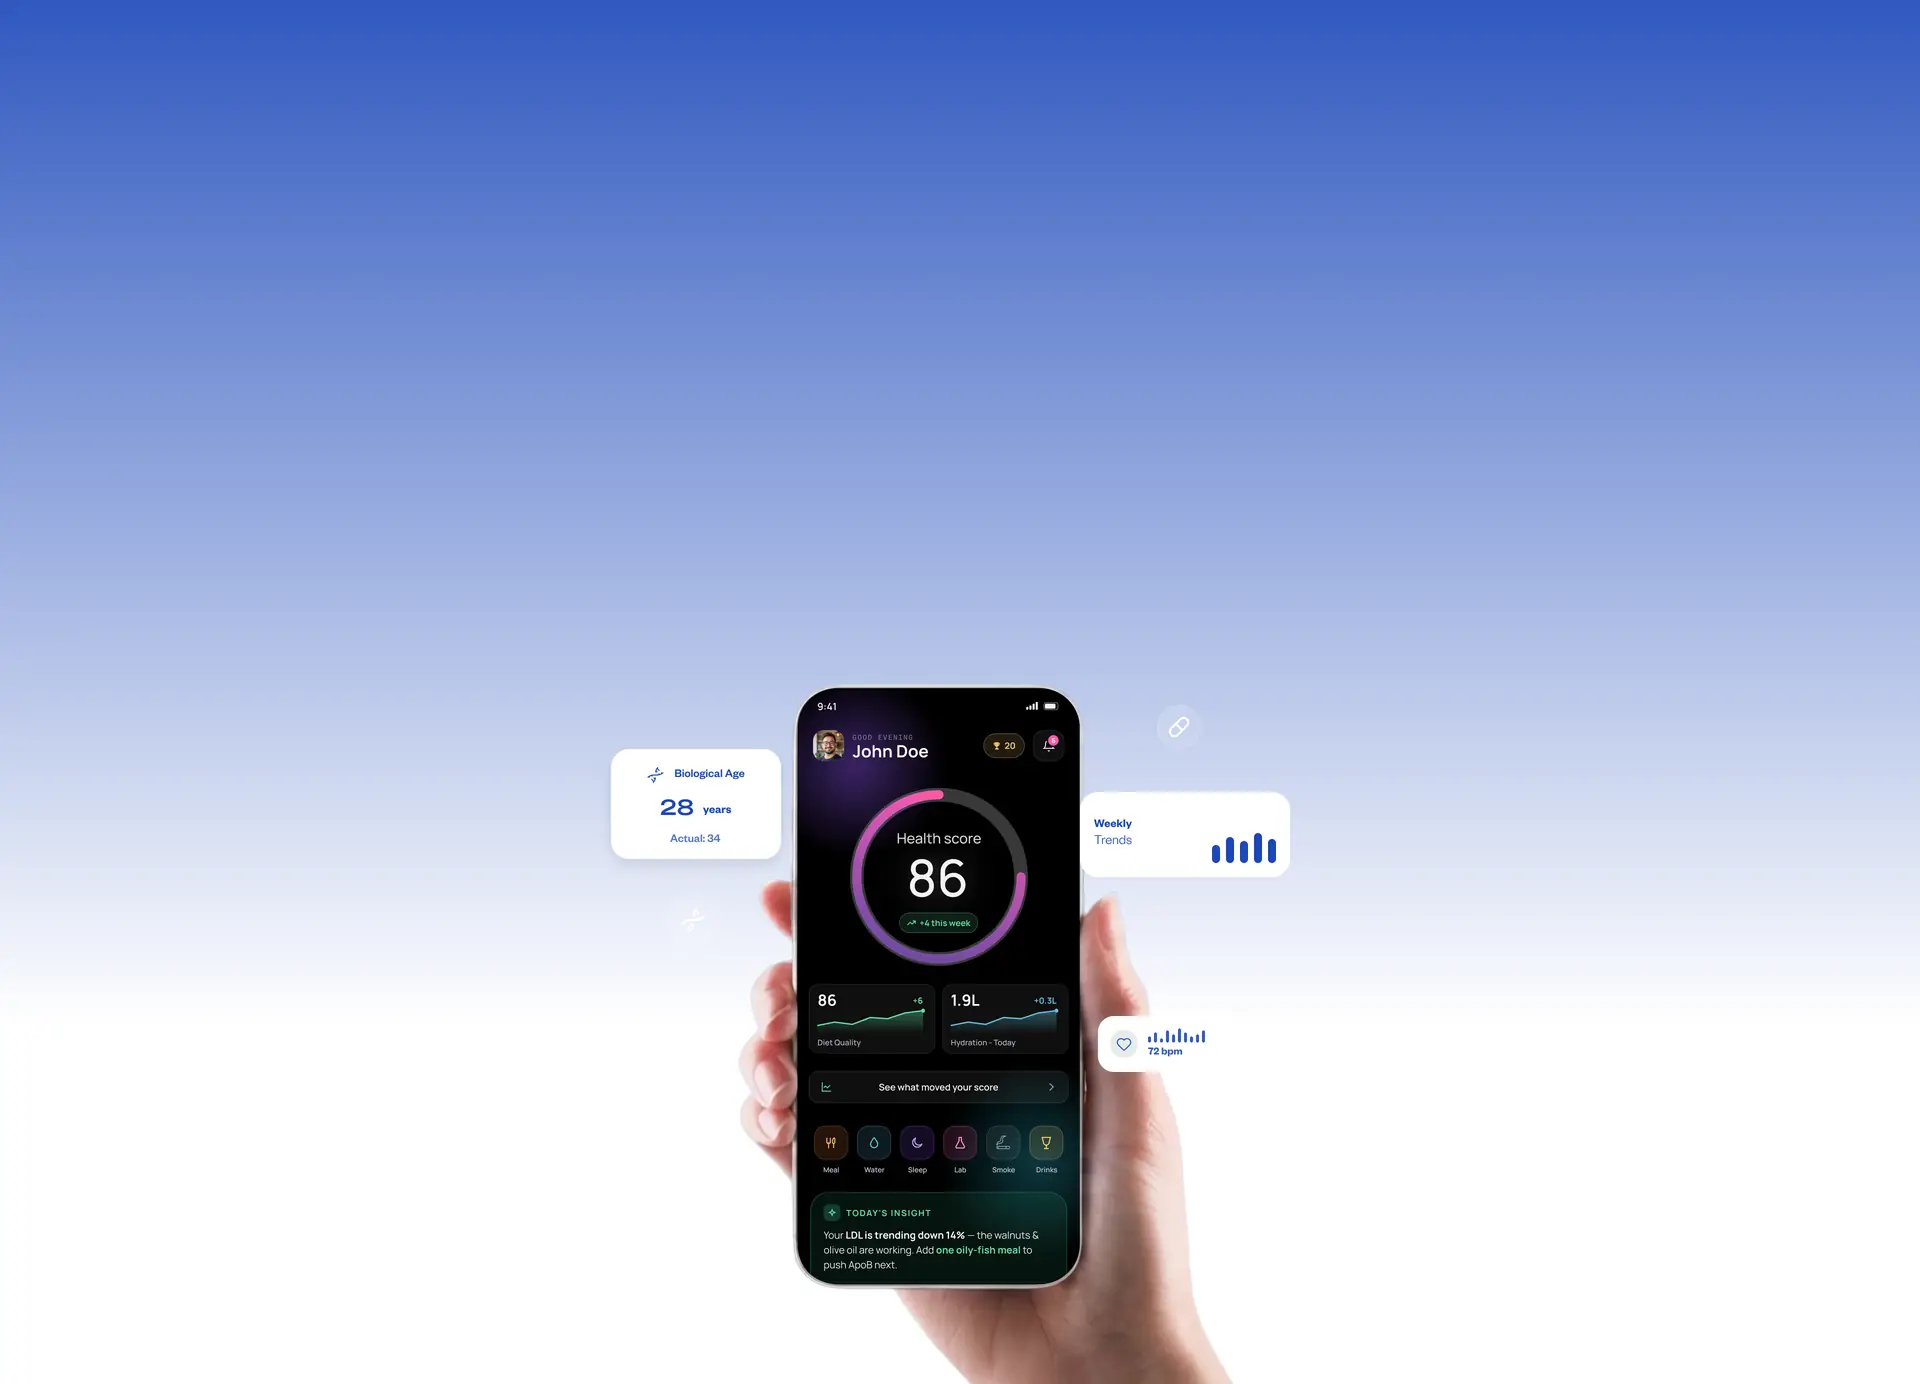 9:41
GOOD EVENING
John Doe
20
6
Biological Age
28 years
Actual: 34
Health score
86
+4 this week
Weekly
Trends
86
+6
Diet Quality
1.9L
+0.3L
Hydration - Today
72 bpm
See what moved your score
Meal
Water
Sleep
Lab
Smoke
Drinks
TODAY'S INSIGHT
Your LDL is trending down 14% — the walnuts &
olive oil are working. Add one oily-fish meal to
push ApoB next.